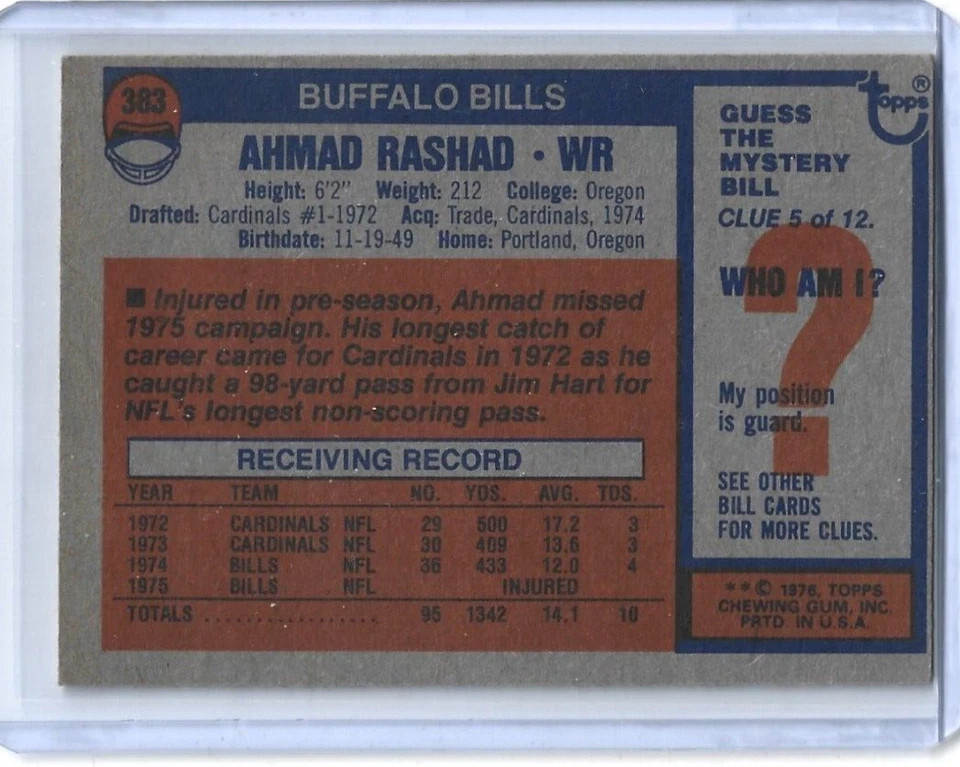 383
BUFFALO BILLS
AHMAD RASHAD • WR
Height: 6'2" Weight: 212 College: Oregon
Drafted: Cardinals #1-1972 Acq: Trade, Cardinals, 1974
Birthdate: 11-19-49 Home: Portland, Oregon
■ Injured in pre-season, Ahmad missed
1975 campaign. His longest catch of
career came for Cardinals in 1972 as he
caught a 98-yard pass from Jim Hart for
NFL's longest non-scoring pass.
RECEIVING RECORD
YEAR TEAM NO. YDS. AVG. TDS.
1972 CARDINALS NFL 29 500 17.2 3
1973 CARDINALS NFL 30 409 13.6 3
1974 BILLS NFL 36 433 12.0 4
1975 BILLS NFL INJURED
TOTALS .................. 95 1342 14.1 10
topps®
GUESS
THE
MYSTERY
BILL
CLUE 5 of 12.
WHO AM I?
?
My position
is guard.
SEE OTHER
BILL CARDS
FOR MORE CLUES.
**© 1976, TOPPS
CHEWING GUM, INC.
PRTD. IN U.S.A.